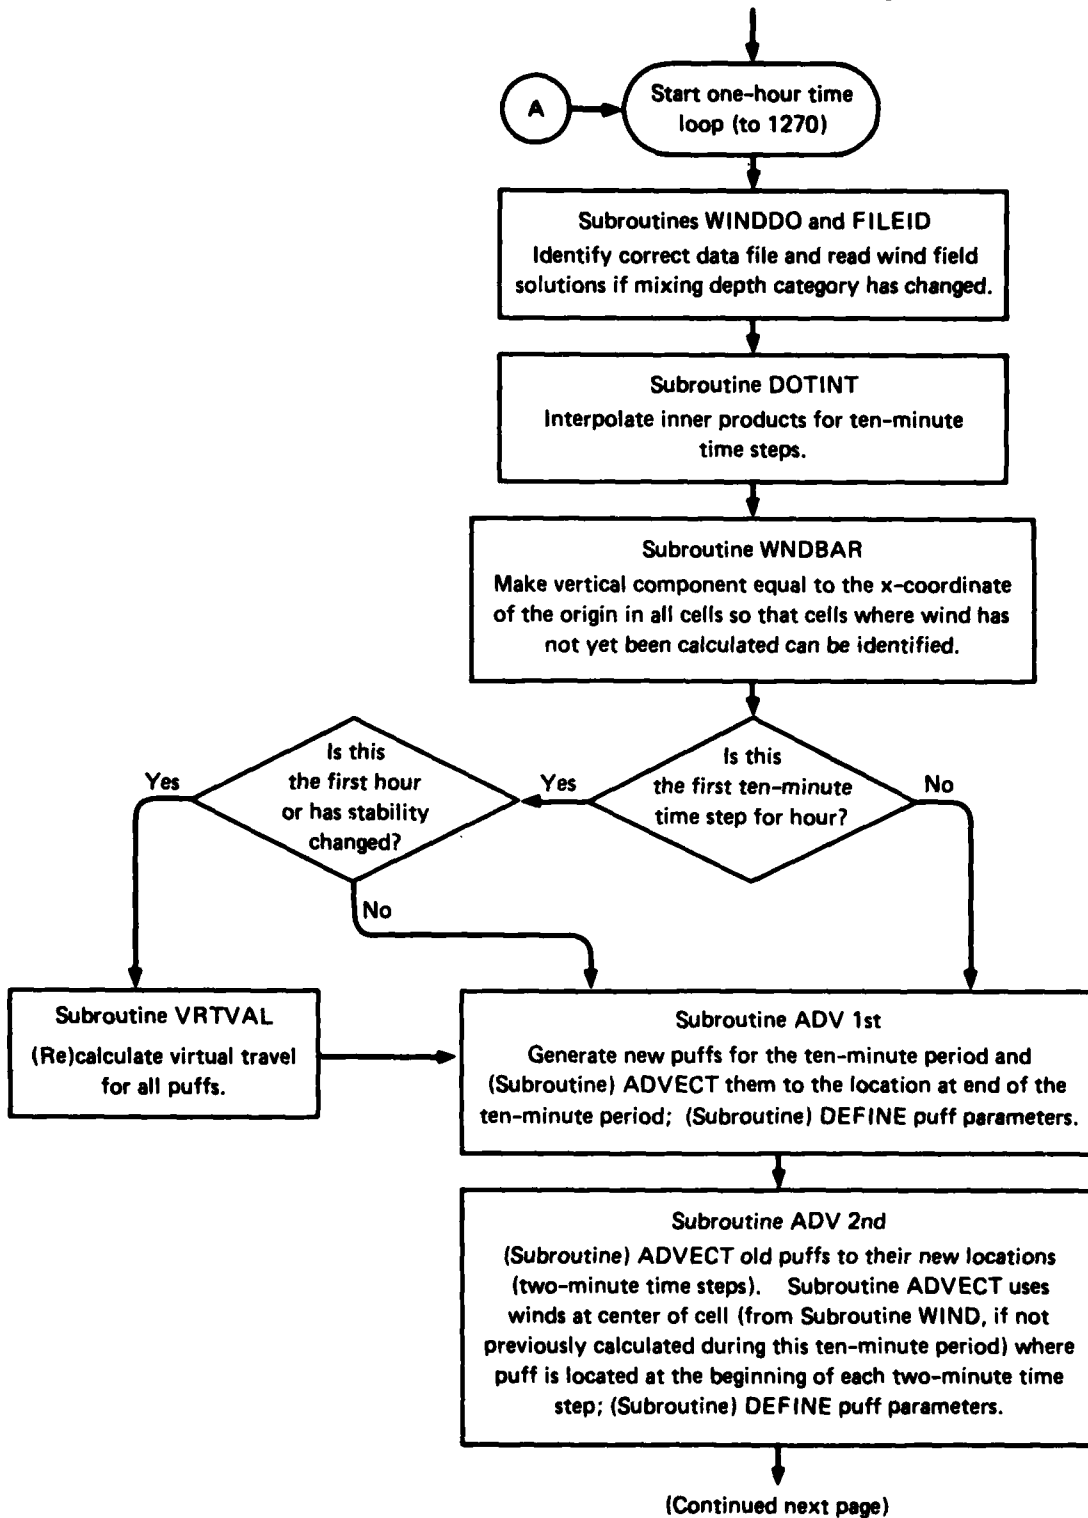 A
Start one-hour time
loop (to 1270)
Subroutines WINDDO and FILEID
Identify correct data file and read wind field
solutions if mixing depth category has changed.
Subroutine DOTINT
Interpolate inner products for ten-minute
time steps.
Subroutine WNDBAR
Make vertical component equal to the x-coordinate
of the origin in all cells so that cells where wind has
not yet been calculated can be identified.
Is this
the first hour
or has stability
changed?
Yes
No
Is this
the first ten-minute
time step for hour?
Yes
No
Subroutine VRTVAL
(Re)calculate virtual travel
for all puffs.
Subroutine ADV 1st
Generate new puffs for the ten-minute period and
(Subroutine) ADVECT them to the location at end of the
ten-minute period; (Subroutine) DEFINE puff parameters.
Subroutine ADV 2nd
(Subroutine) ADVECT old puffs to their new locations
(two-minute time steps). Subroutine ADVECT uses
winds at center of cell (from Subroutine WIND, if not
previously calculated during this ten-minute period) where
puff is located at the beginning of each two-minute time
step; (Subroutine) DEFINE puff parameters.
(Continued next page)